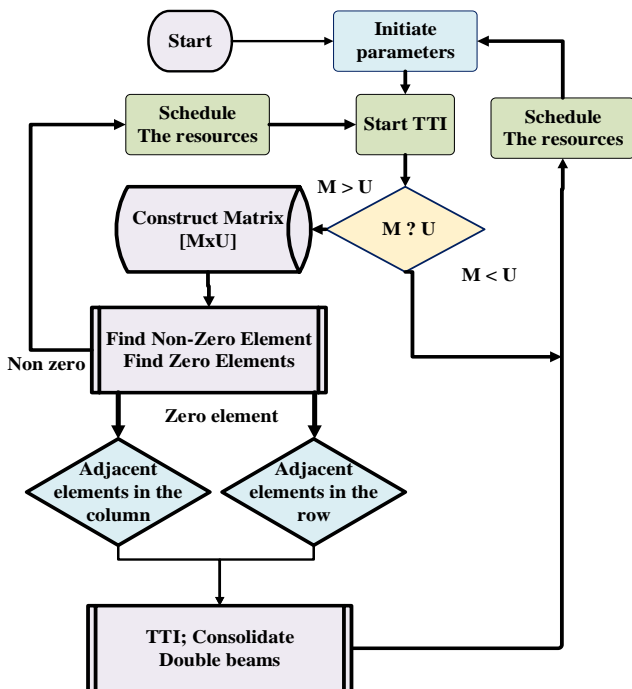 Start
Initiate
parameters
Schedule
The resources
Start TTI
Schedule
The resources
M > U
M ? U
Construct Matrix
[MxU]
M < U
Find Non-Zero Element
Find Zero Elements
Non zero
Zero element
Adjacent
elements in the
column
Adjacent
elements in the
row
TTI; Consolidate
Double beams